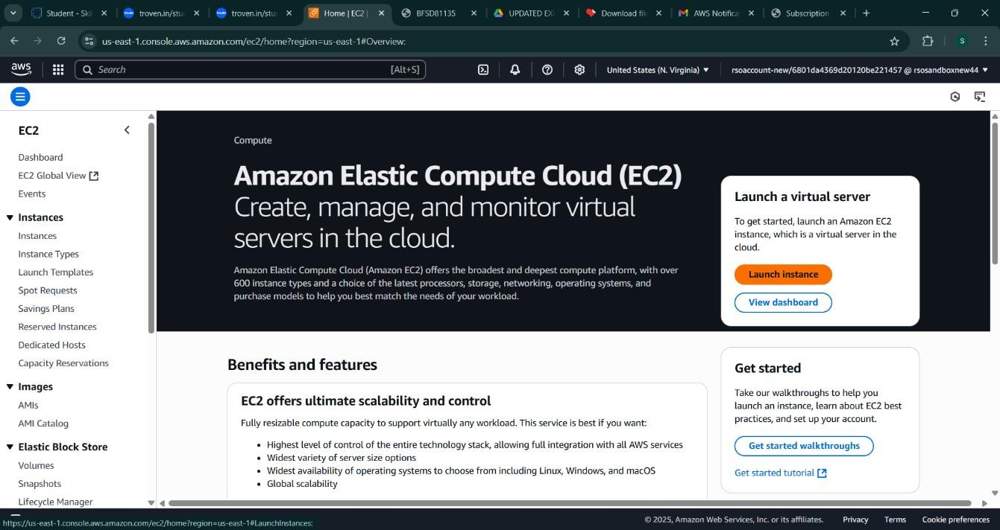 Student - Skil
troven.in/stud
troven.in/stud
Home | EC2 |
BFSD81135
UPDATED EX
Download file
AWS Notifica
Subscription
us-east-1.console.aws.amazon.com/ec2/home?region=us-east-1#Overview:
S
aws
Search
[Alt+S]
United States (N. Virginia)
rsoaccount-new/6801da4369d20120be221457 @ rsosandboxnew44
EC2
Dashboard
EC2 Global View
Events
Instances
Instances
Instance Types
Launch Templates
Spot Requests
Savings Plans
Reserved Instances
Dedicated Hosts
Capacity Reservations
Images
AMIs
AMI Catalog
Elastic Block Store
Volumes
Snapshots
Lifecycle Manager
Compute
Amazon Elastic Compute Cloud (EC2)
Create, manage, and monitor virtual
servers in the cloud.
Amazon Elastic Compute Cloud (Amazon EC2) offers the broadest and deepest compute platform, with over
600 instance types and a choice of the latest processors, storage, networking, operating systems, and
purchase models to help you best match the needs of your workload.
Launch a virtual server
To get started, launch an Amazon EC2
instance, which is a virtual server in the
cloud.
Launch instance
View dashboard
Benefits and features
EC2 offers ultimate scalability and control
Fully resizable compute capacity to support virtually any workload. This service is best if you want:
• Highest level of control of the entire technology stack, allowing full integration with all AWS services
• Widest variety of server size options
• Widest availability of operating systems to choose from including Linux, Windows, and macOS
• Global scalability
Get started
Take our walkthroughs to help you
launch an instance, learn about EC2 best
practices, and set up your account.
Get started walkthroughs
Get started tutorial
https://us-east-1.console.aws.amazon.com/ec2/home?region=us-east-1#LaunchInstances:
© 2025, Amazon Web Services, Inc. or its affiliates.
Privacy
Terms
Cookie preferences